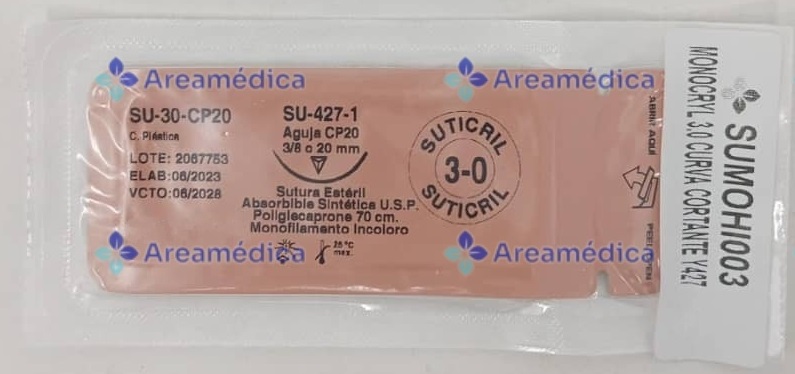 Areamédica
Areamédica
SU-30-CP20
C. Plástica
LOTE: 2067753
ELAB: 06/2023
VCTO: 06/2028
SU-427-1
Aguja CP20
3/8 c 20 mm
Sutura Estéril
Absorbible Sintética U.S.P.
Poliglecaprone 70 cm.
Monofilamento Incoloro
25 °C
max.
SUTICRIL
3-0
SUTICRIL
ABRIR AQUÍ
PEEL OPEN
Areamédica
Areamédica
SUMOHI003
MONOCRYL 3.0 CURVA CORTANTE Y427